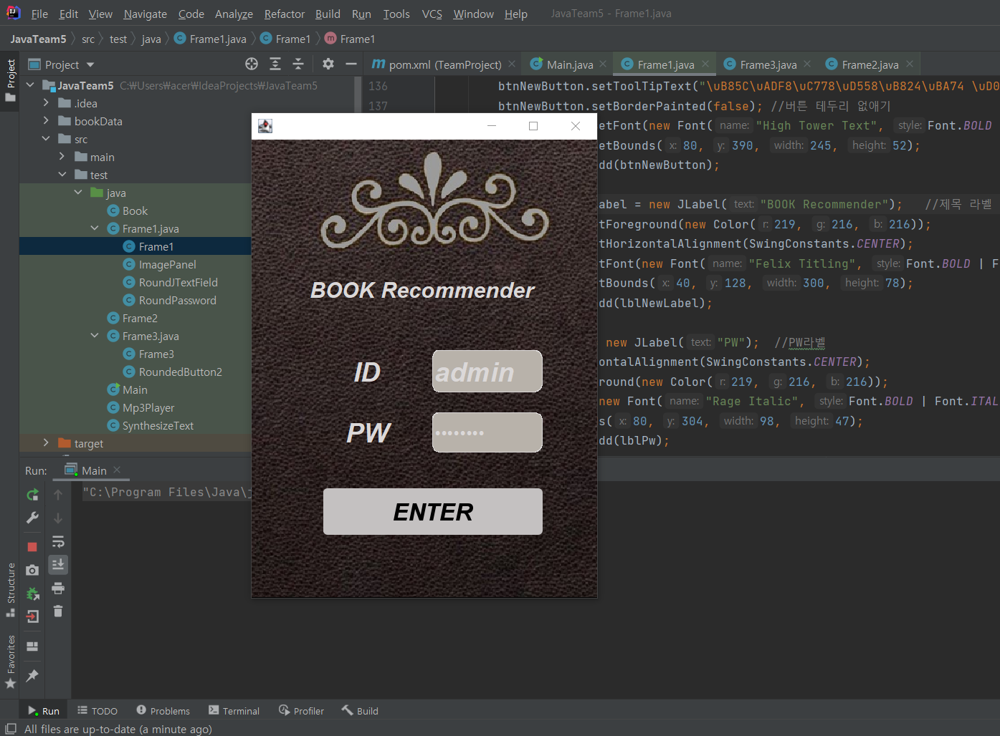 File Edit View Navigate Code Analyze Refactor Build Run Tools VCS Window Help JavaTeam5 - Frame1.java
JavaTeam5 src test java Frame1.java Frame1 Frame1
Project
pom.xml (TeamProject) Main.java Frame1.java Frame3.java Frame2.java
Project
JavaTeam5 C:₩Users₩acer₩IdeaProjects₩JavaTeam5
.idea
bookData
src
main
test
java
Book
Frame1.java
Frame1
ImagePanel
RoundJTextField
RoundPassword
Frame2
Frame3.java
Frame3
RoundedButton2
Main
Mp3Player
SynthesizeText
target
136 btnNewButton.setToolTipText("\uB85C\uADF8\uC778\uD558\uB824\uBA74 \uD0
137 btnNewButton.setBorderPainted(false); //버튼 테두리 없애기
etFont(new Font( name: "High Tower Text", style: Font.BOLD
etBounds( x: 80, y: 390, width: 245, height: 52);
dd(btnNewButton);
abel = new JLabel( text: "BOOK Recommender"); //제목 라벨
tForeground(new Color( r: 219, g: 216, b: 216));
tHorizontalAlignment(SwingConstants.CENTER);
tFont(new Font( name: "Felix Titling", style: Font.BOLD | F
tBounds( x: 40, y: 128, width: 300, height: 78);
dd(lblNewLabel);
new JLabel( text: "PW"); //PW라벨
ontalAlignment(SwingConstants.CENTER);
round(new Color( r: 219, g: 216, b: 216));
new Font( name: "Rage Italic", style: Font.BOLD | Font.ITAL
s( x: 80, y: 304, width: 98, height: 47);
dd(lblPw);
BOOK Recommender
ID admin
PW ••••••••
ENTER
Run: Main
"C:\Program Files\Java\j
Structure
Favorites
Run TODO Problems Terminal Profiler Build
All files are up-to-date (a minute ago)